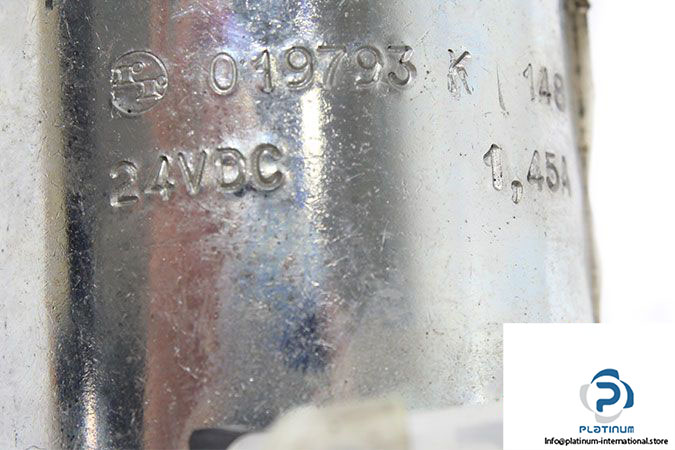 019793 K 148
24VDC 1,45A
PLATINUM
Info@platinum-international.store